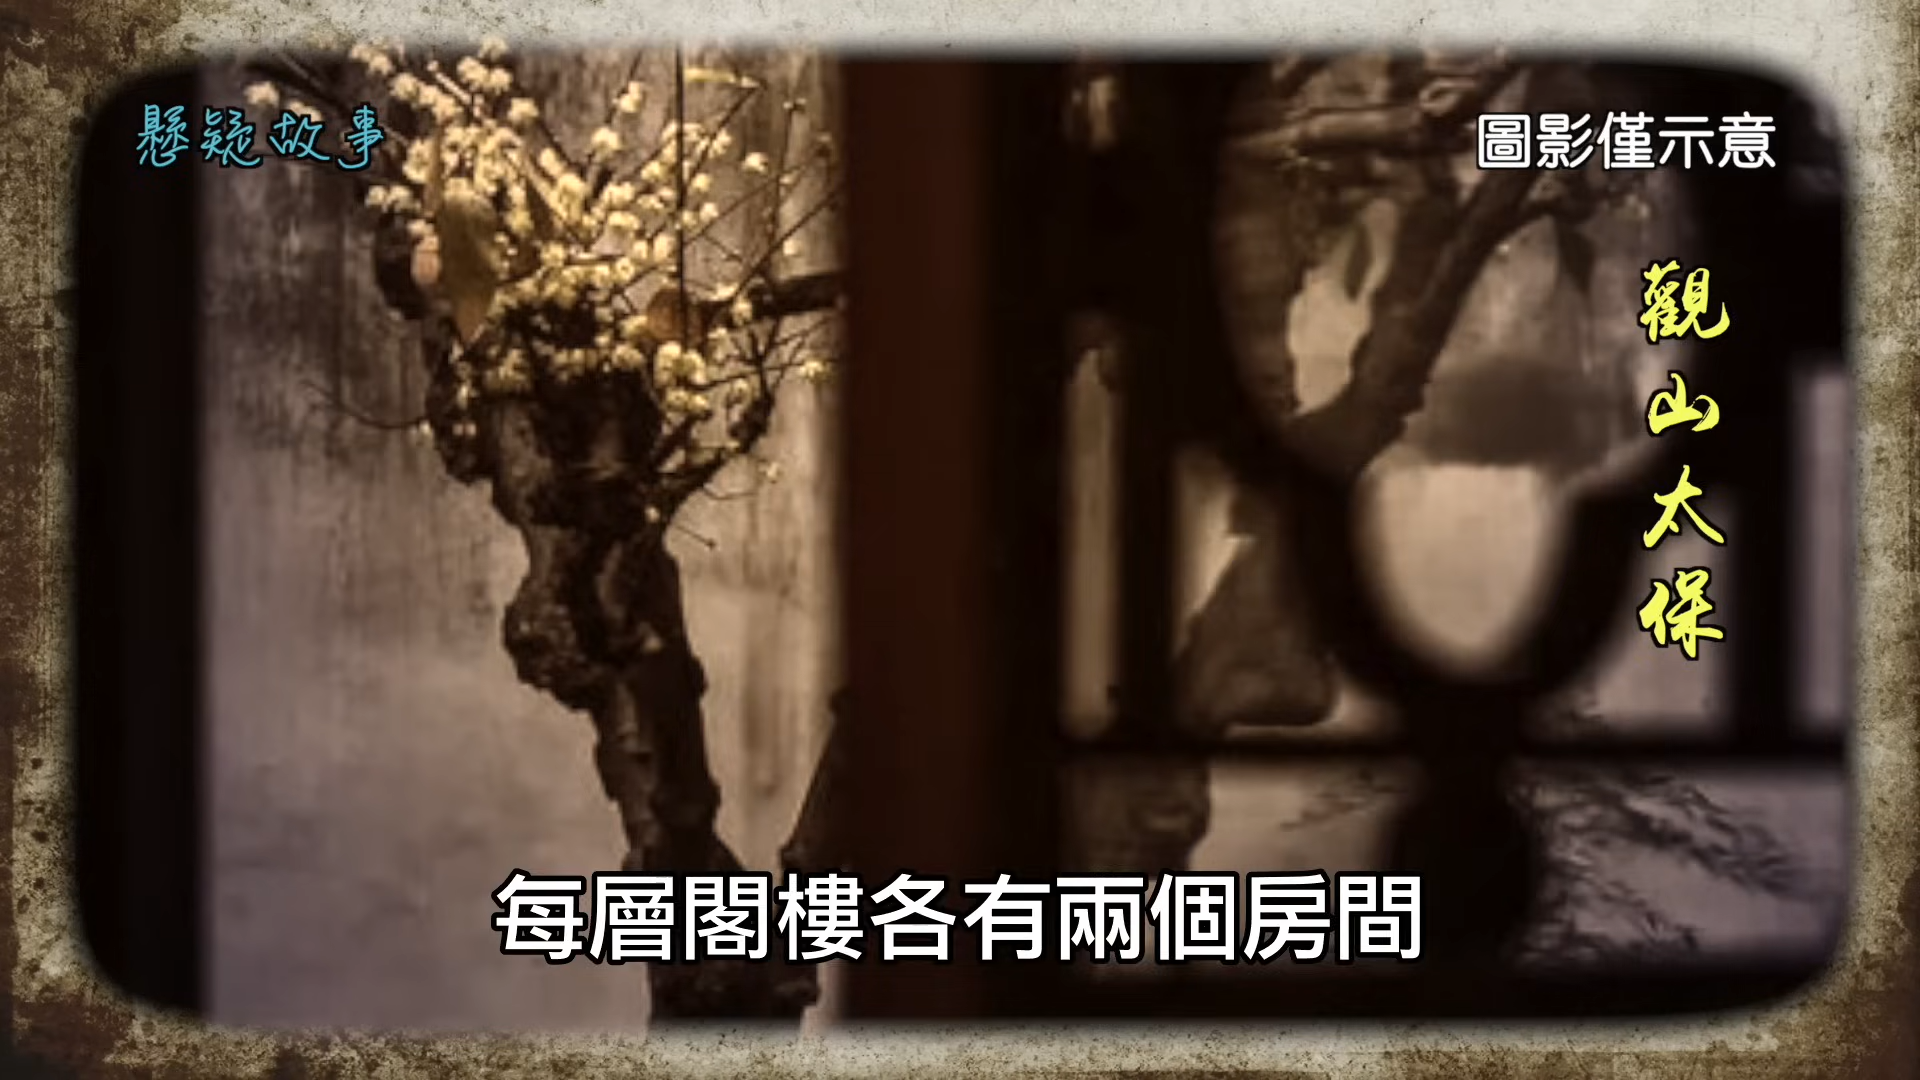 懸疑故事
圖影僅示意
觀山太保
每層閣樓各有兩個房間